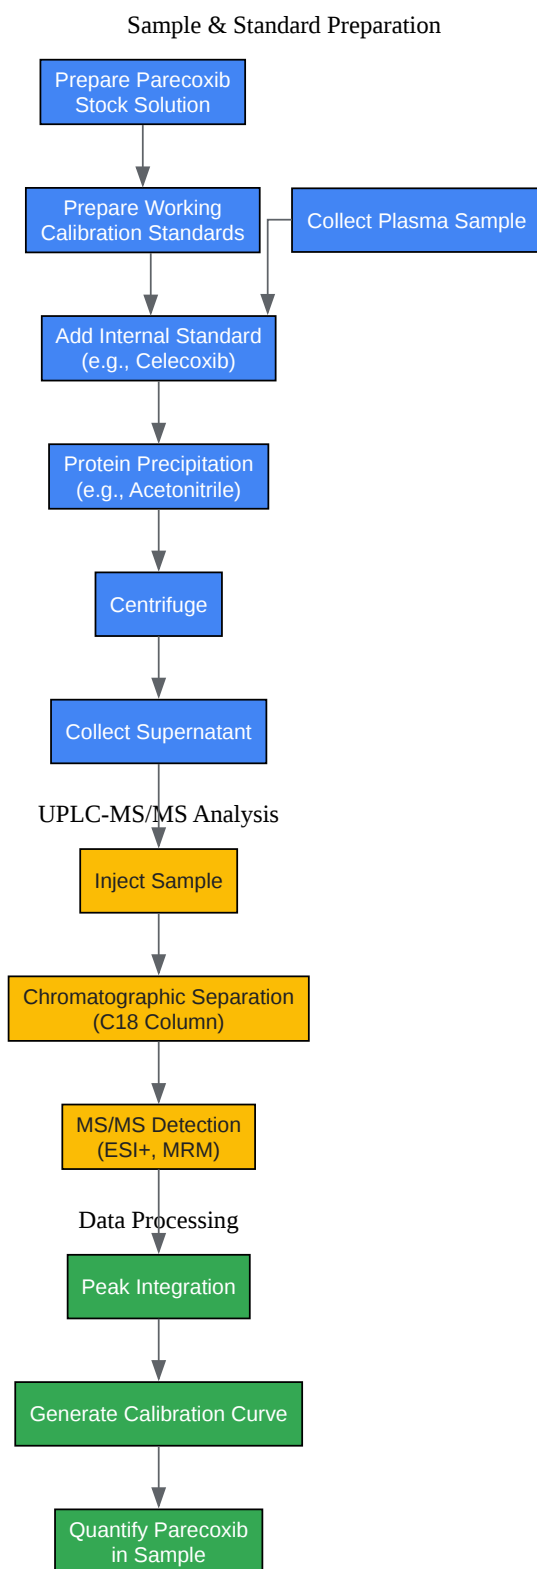 Sample & Standard Preparation
Prepare Parecoxib
Stock Solution
Prepare Working
Calibration Standards
Collect Plasma Sample
Add Internal Standard
(e.g., Celecoxib)
Protein Precipitation
(e.g., Acetonitrile)
Centrifuge
Collect Supernatant
UPLC-MS/MS Analysis
Inject Sample
Chromatographic Separation
(C18 Column)
MS/MS Detection
(ESI+, MRM)
Data Processing
Peak Integration
Generate Calibration Curve
Quantify Parecoxib
in Sample